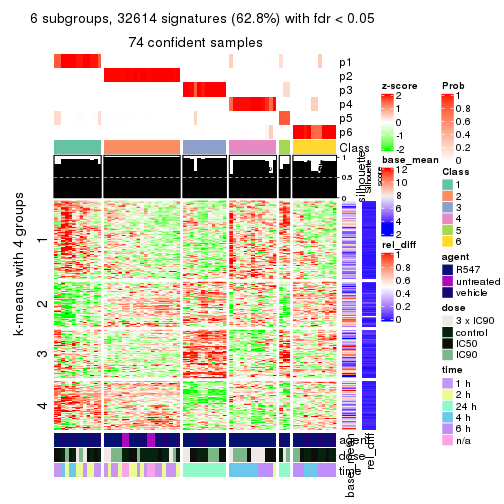 6 subgroups, 32614 signatures (62.8%) with fdr < 0.05
74 confident samples
p1
p2
p3
p4
p5
p6
Class
1
0.5
0
silhouette
Silhouette
k-means with 4 groups
1
2
3
4
agent
dose
time
base_mean
rel_diff
z-score
2
1
0
-1
-2
base_mean
12
10
8
6
4
2
rel_diff
1
0.8
0.6
0.4
0.2
0
Prob
1
0.8
0.6
0.4
0.2
0
Class
1
2
3
4
5
6
agent
R547
untreated
vehicle
dose
3 x IC90
control
IC50
IC90
time
1 h
2 h
24 h
4 h
6 h
n/a